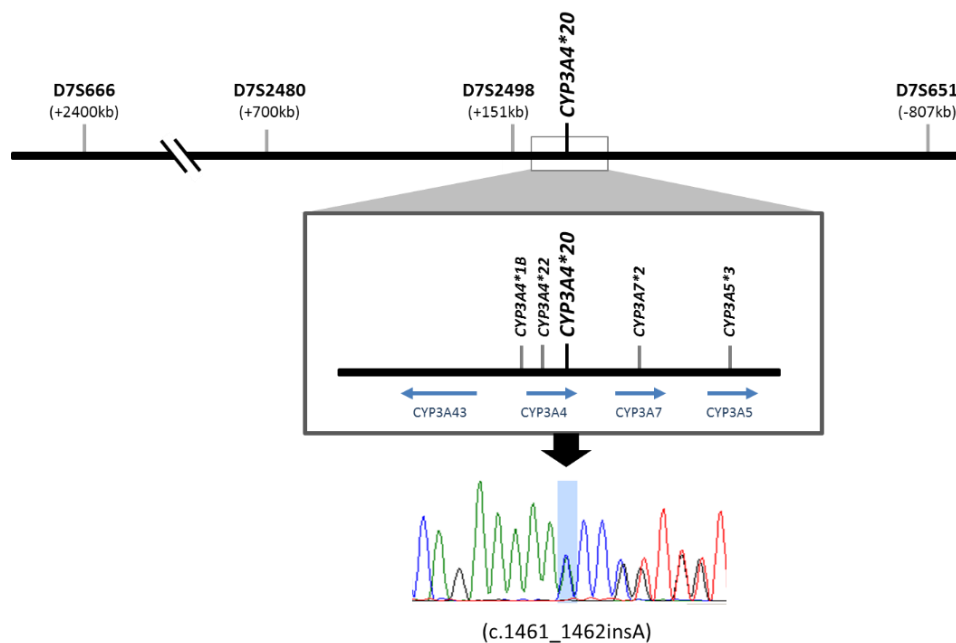 CYP3A4*20
D7S666
(+2400kb)
D7S2480
(+700kb)
D7S2498
(+151kb)
D7S651
(-807kb)
CYP3A4*1B
CYP3A4*22
CYP3A4*20
CYP3A7*2
CYP3A5*3
CYP3A43
CYP3A4
CYP3A7
CYP3A5
(c.1461_1462insA)